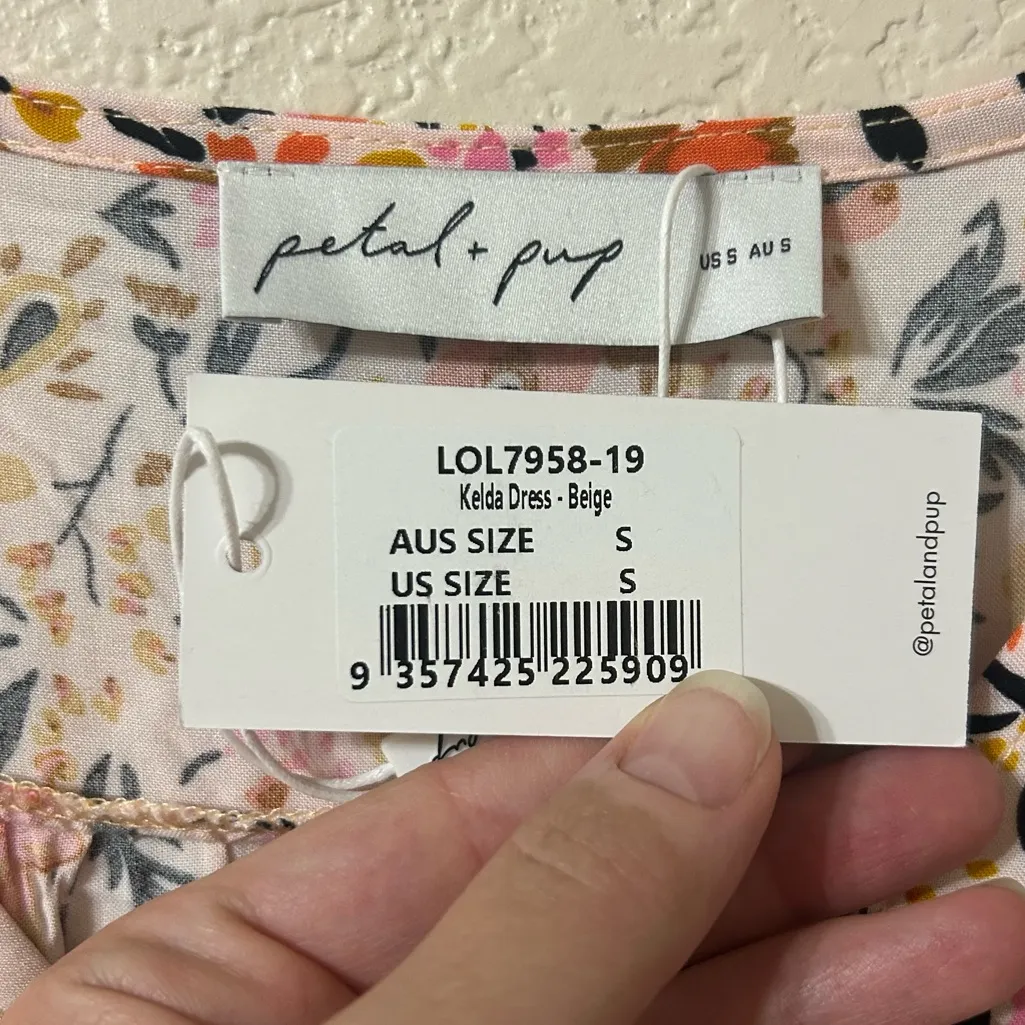 petal + pup
US S AU S
LOL7958-19
Kelda Dress - Beige
AUS SIZE S
US SIZE S
9 357425 225909
@petalandpup